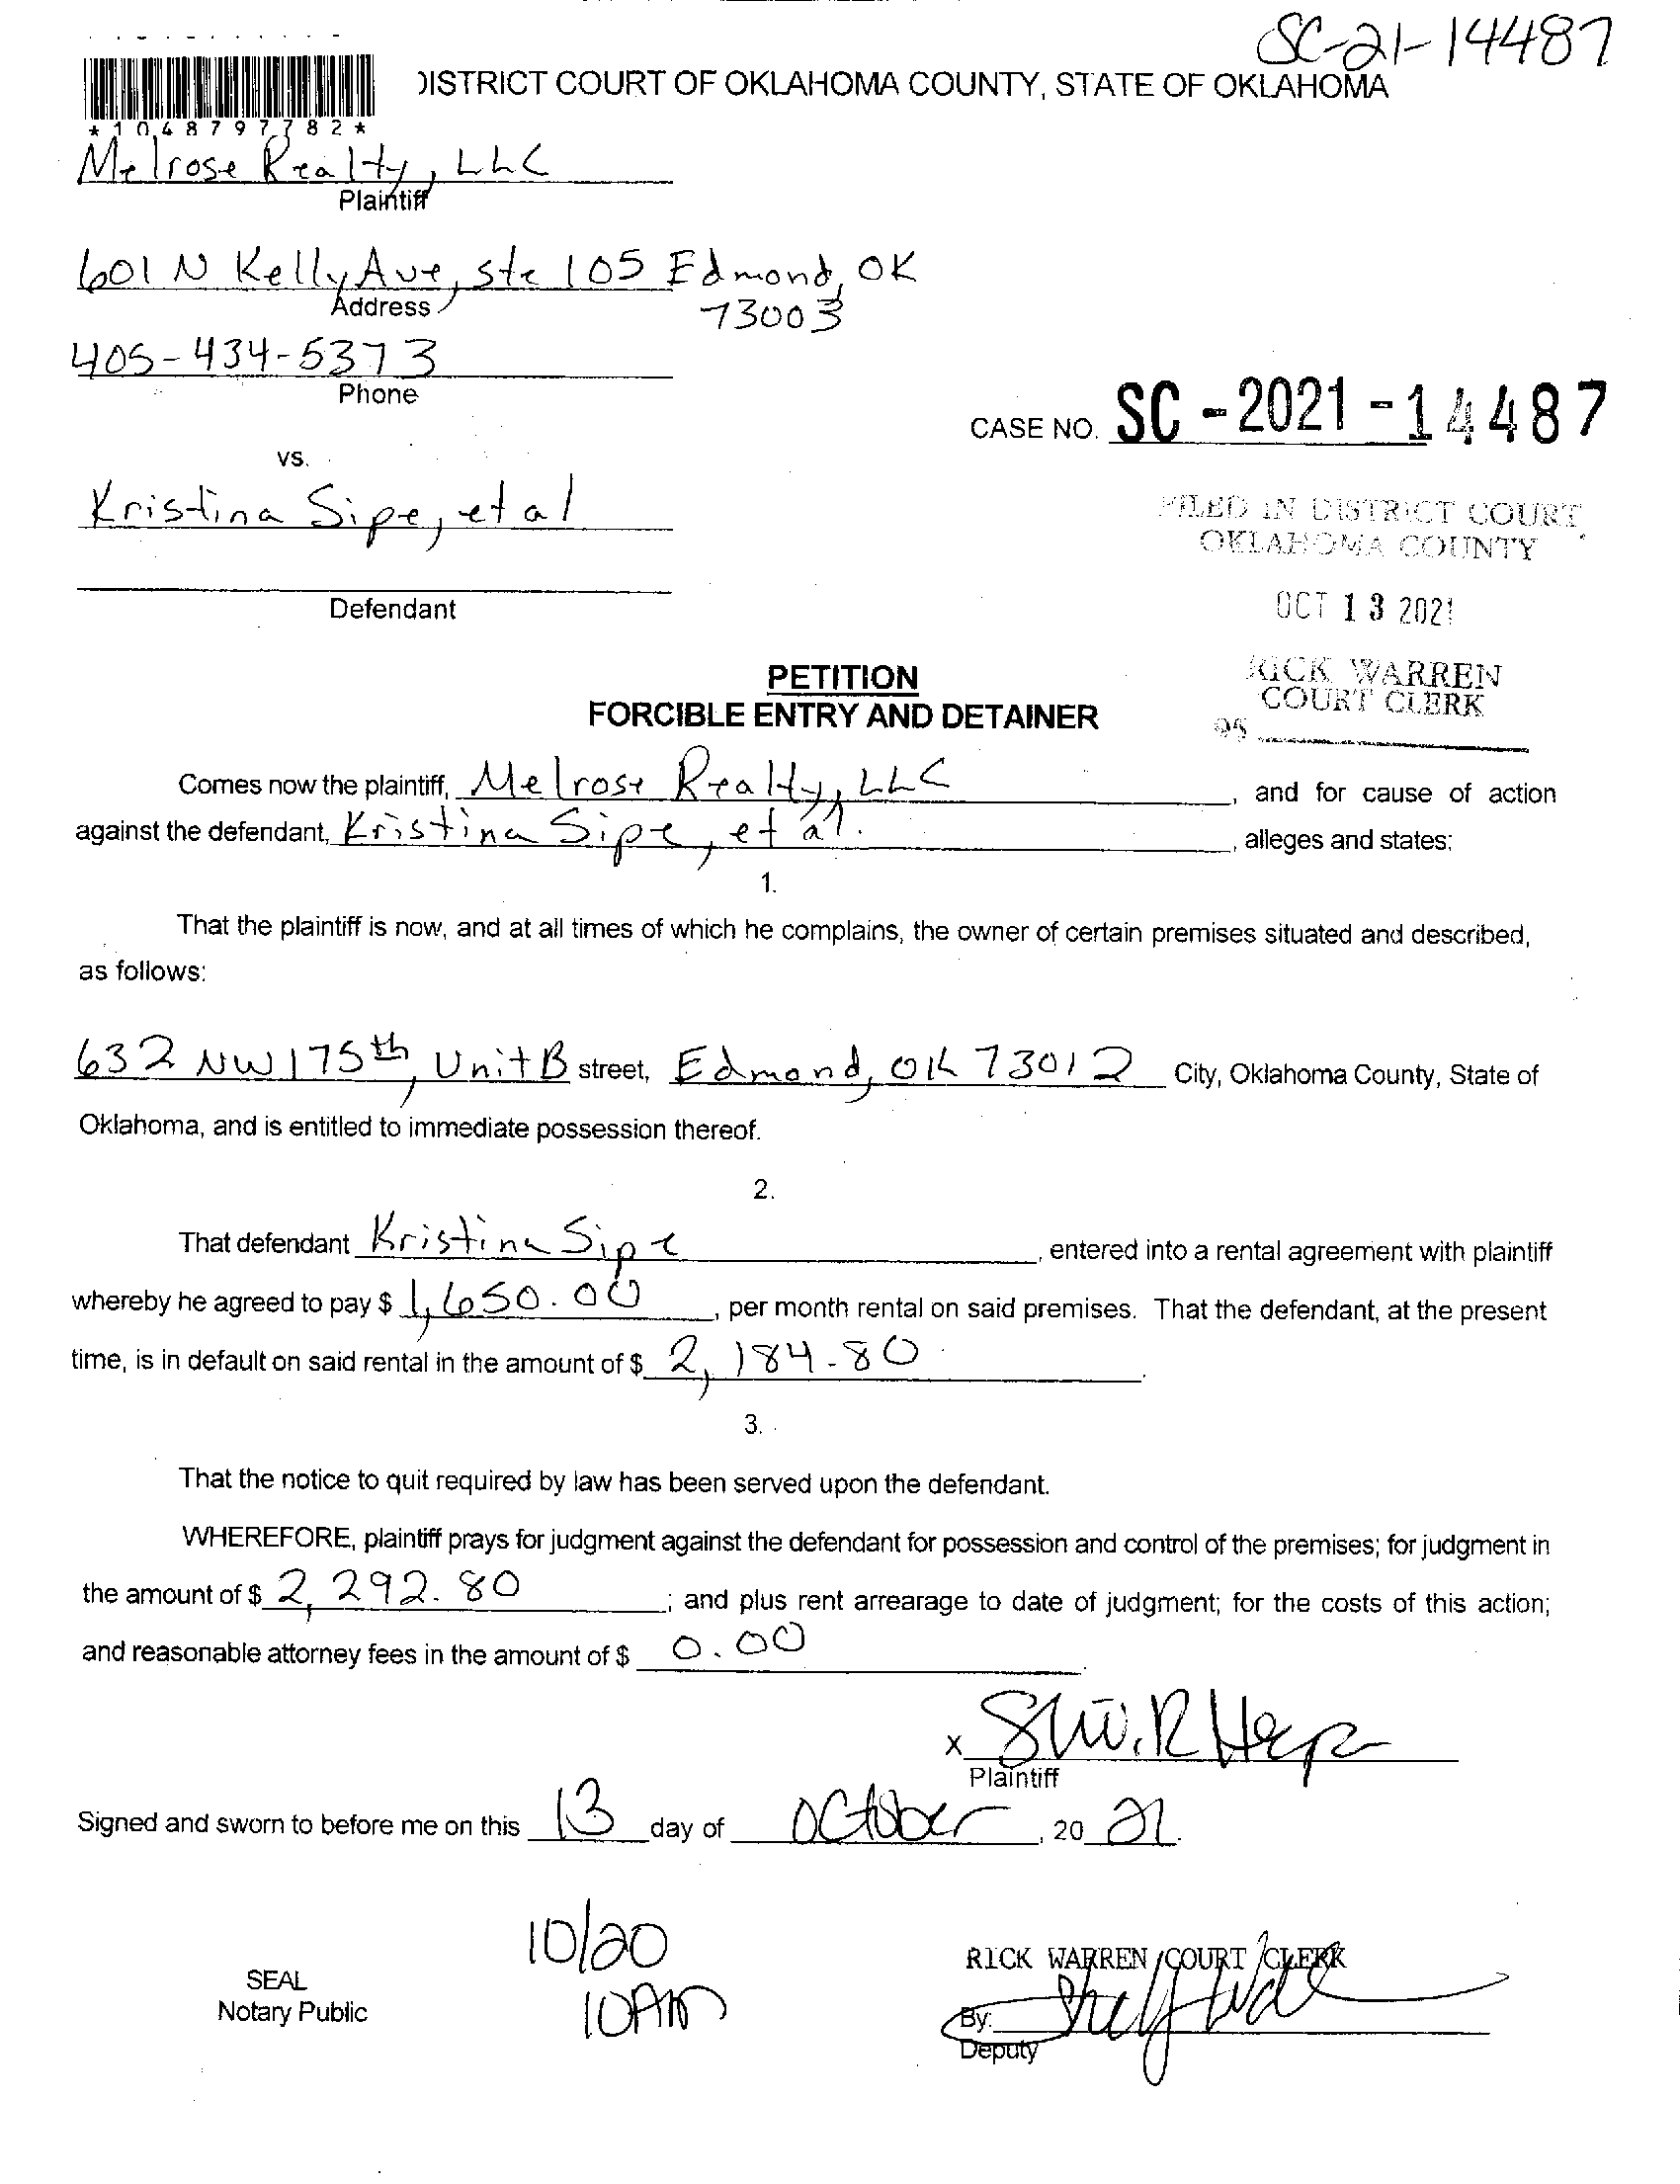 SC-21-14487
DISTRICT COURT OF OKLAHOMA COUNTY, STATE OF OKLAHOMA
*1048797782*
Melrose Realty, LLC
Plaintiff
601 N Kelly Ave, ste 105 Edmond, OK
73003
Address
405-434-5373
Phone
CASE NO. SC-2021-14487
vs.
Kristina Sipe, et al
Defendant
FILED IN DISTRICT COURT
OKLAHOMA COUNTY
OCT 13 2021
RICK WARREN
COURT CLERK
PETITION
FORCIBLE ENTRY AND DETAINER
Comes now the plaintiff, Melrose Realty, LLC, and for cause of action
against the defendant, Kristina Sipe, et al., alleges and states;
1.
That the plaintiff is now, and at all times of which he complains, the owner of certain premises situated and described,
as follows:
632 NW 175th, Unit B street, Edmond, OK 73012 City, Oklahoma County, State of
Oklahoma, and is entitled to immediate possession thereof.
2.
That defendant Kristina Sipe, entered into a rental agreement with plaintiff
whereby he agreed to pay $ 1,650.00, per month rental on said premises. That the defendant, at the present
time, is in default on said rental in the amount of $ 2,184.80.
3.
That the notice to quit required by law has been served upon the defendant.
WHEREFORE, plaintiff prays for judgment against the defendant for possession and control of the premises; for judgment in
the amount of $ 2,292.80; and plus rent arrearage to date of judgment; for the costs of this action;
and reasonable attorney fees in the amount of $ 0.00.
X
Plaintiff
Signed and sworn to before me on this 13 day of October, 20 21.
10/20
10AM
SEAL
Notary Public
RICK WARREN COURT CLERK
By:
Deputy